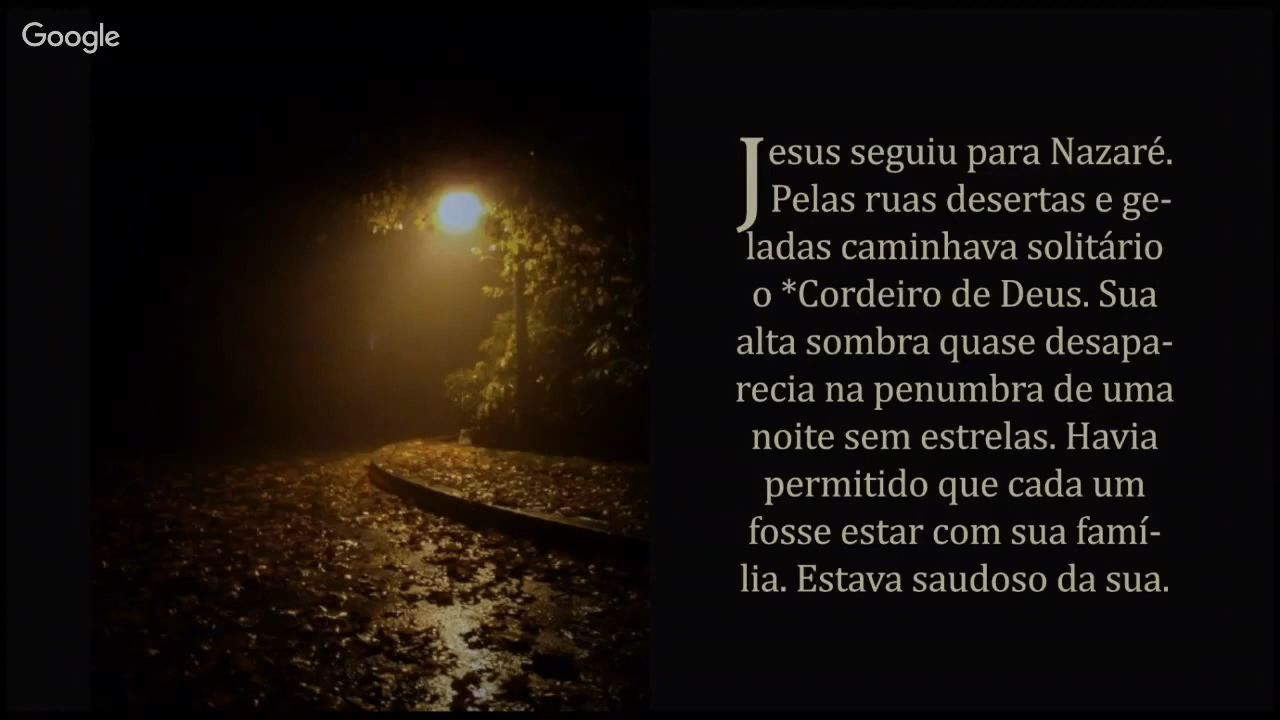 Google
Jesus seguiu para Nazaré.
Pelas ruas desertas e ge-
ladas caminhava solitário
o *Cordeiro de Deus. Sua
alta sombra quase desapa-
recia na penumbra de uma
noite sem estrelas. Havia
permitido que cada um
fosse estar com sua famí-
lia. Estava saudoso da sua.